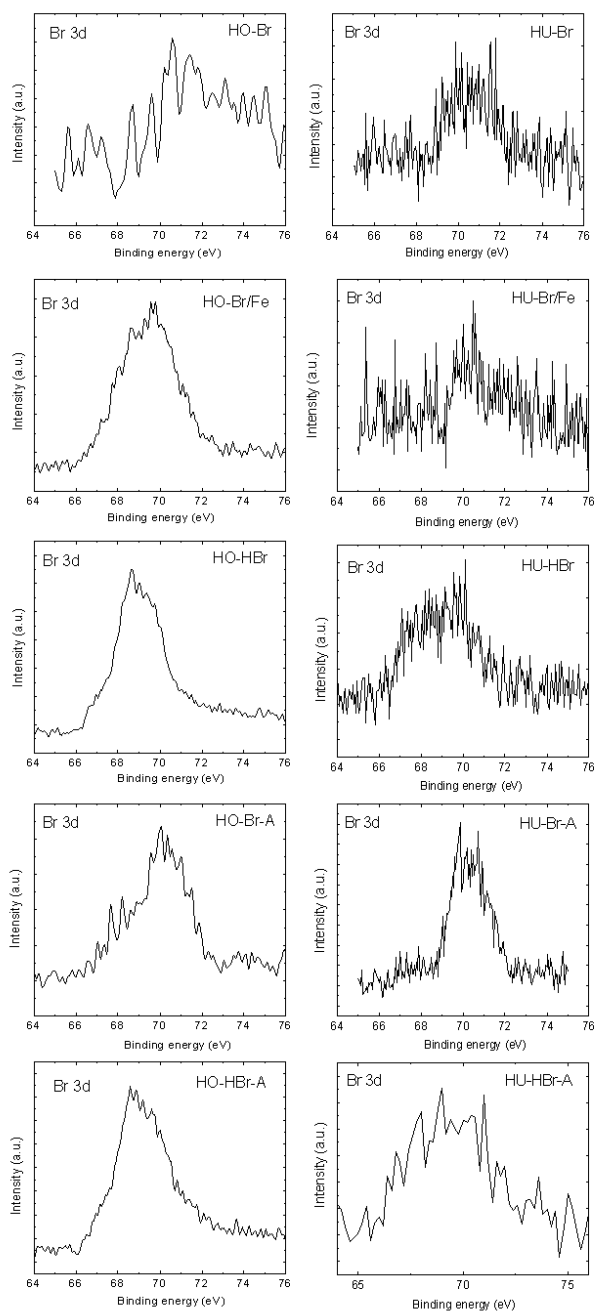 Br 3d HO-Br
Intensity (a.u.)
64 66 68 70 72 74 76
Binding energy (eV)
Br 3d HU-Br
Intensity (a.u.)
64 66 68 70 72 74 76
Binding energy (eV)
Br 3d HO-Br/Fe
Intensity (a.u.)
64 66 68 70 72 74 76
Binding energy (eV)
Br 3d HU-Br/Fe
Intensity (a.u.)
64 66 68 70 72 74 76
Binding energy (eV)
Br 3d HO-HBr
Intensity (a.u.)
64 66 68 70 72 74 76
Binding energy (eV)
Br 3d HU-HBr
Intensity (a.u.)
64 66 68 70 72 74 76
Binding energy (eV)
Br 3d HO-Br-A
Intensity (a.u.)
64 66 68 70 72 74 76
Binding energy (eV)
Br 3d HU-Br-A
Intensity (a.u.)
64 66 68 70 72 74 76
Binding energy (eV)
Br 3d HO-HBr-A
Intensity (a.u.)
64 66 68 70 72 74 76
Binding energy (eV)
Br 3d HU-HBr-A
Intensity (a.u.)
65 70 75
Binding energy (eV)